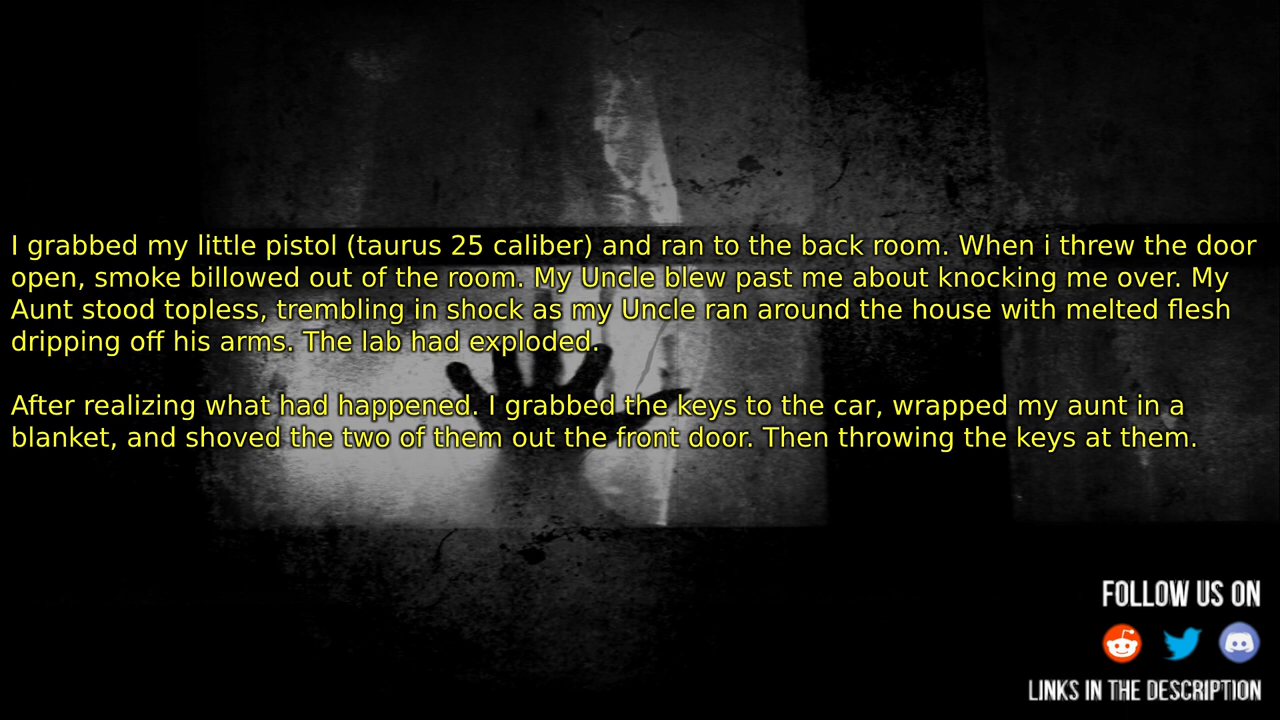 I grabbed my little pistol (taurus 25 caliber) and ran to the back room. When i threw the door
open, smoke billowed out of the room. My Uncle blew past me about knocking me over. My
Aunt stood topless, trembling in shock as my Uncle ran around the house with melted flesh
dripping off his arms. The lab had exploded.
After realizing what had happened. I grabbed the keys to the car, wrapped my aunt in a
blanket, and shoved the two of them out the front door. Then throwing the keys at them.
FOLLOW US ON
LINKS IN THE DESCRIPTION